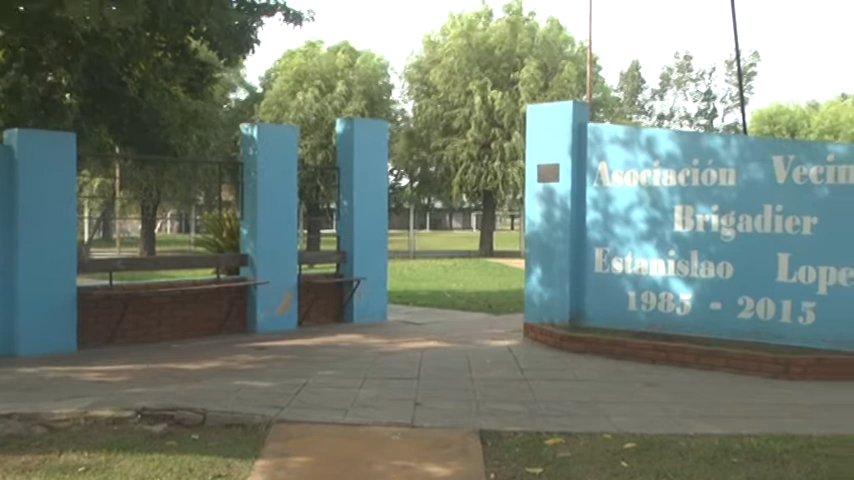 Asociación Vecin
Brigadier
Estanislao Lope
1985 - 2015